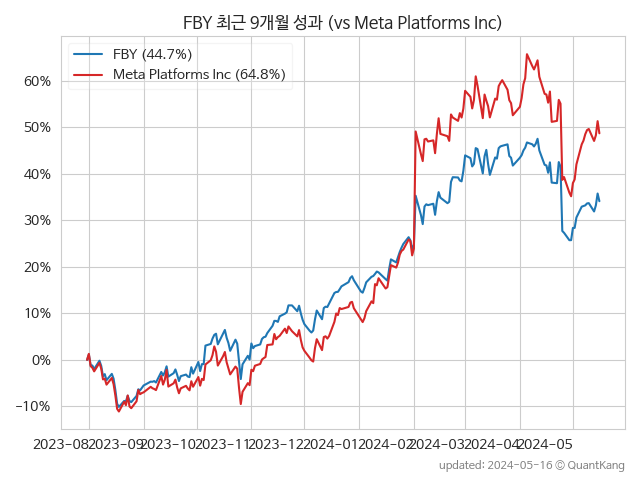 FBY 최근 9개월 성과 (vs Meta Platforms Inc)
FBY (44.7%)
Meta Platforms Inc (64.8%)
60%
50%
40%
30%
20%
10%
0%
−10%
2023-08 2023-09 2023-10 2023-11 2023-12 2024-01 2024-02 2024-03 2024-04 2024-05
updated: 2024-05-16 © QuantKang